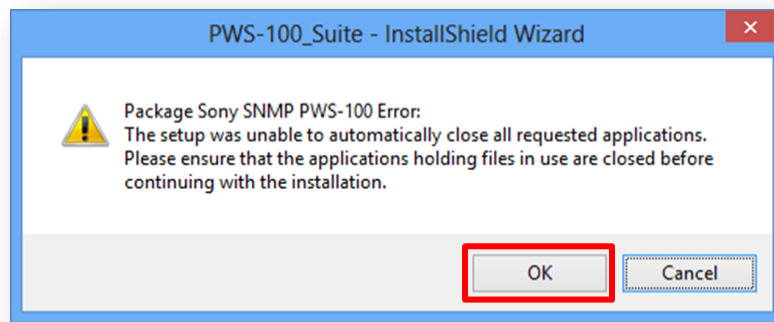 PWS-100_Suite - InstallShield Wizard
Package Sony SNMP PWS-100 Error:
The setup was unable to automatically close all requested applications.
Please ensure that the applications holding files in use are closed before
continuing with the installation.
OK
Cancel